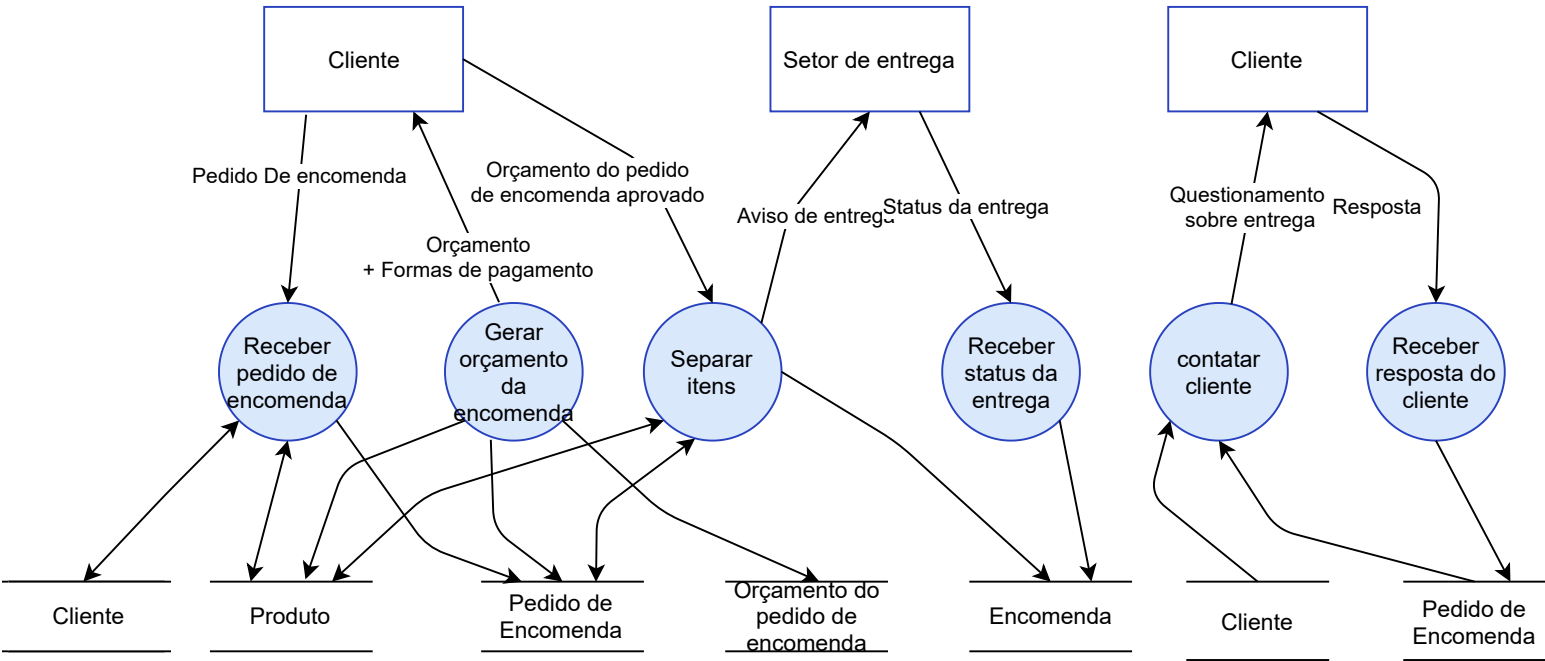 Cliente
Setor de entrega
Cliente
Pedido De encomenda
Orçamento do pedido
de encomenda aprovado
Orçamento
+ Formas de pagamento
Aviso de entrega
Status da entrega
Questionamento
sobre entrega
Resposta
Receber
pedido de
encomenda
Gerar
orçamento
da
encomenda
Separar
itens
Receber
status da
entrega
contatar
cliente
Receber
resposta do
cliente
Cliente
Produto
Pedido de
Encomenda
Orçamento do
pedido de
encomenda
Encomenda
Cliente
Pedido de
Encomenda